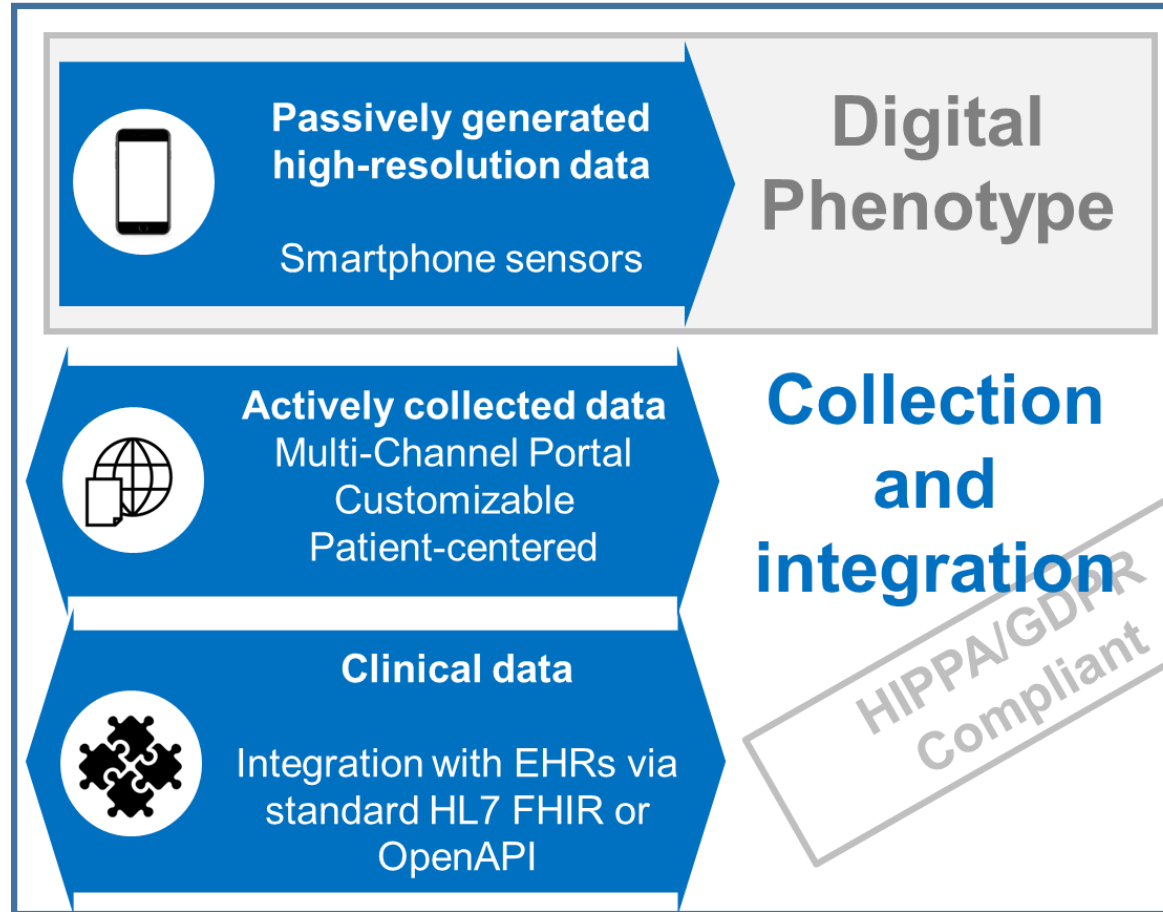 Passively generated
high-resolution data
Smartphone sensors
Digital
Phenotype
Actively collected data
Multi-Channel Portal
Customizable
Patient-centered
Collection
and
integration
HIPPA/GDPR
Compliant
Clinical data
Integration with EHRs via
standard HL7 FHIR or
OpenAPI